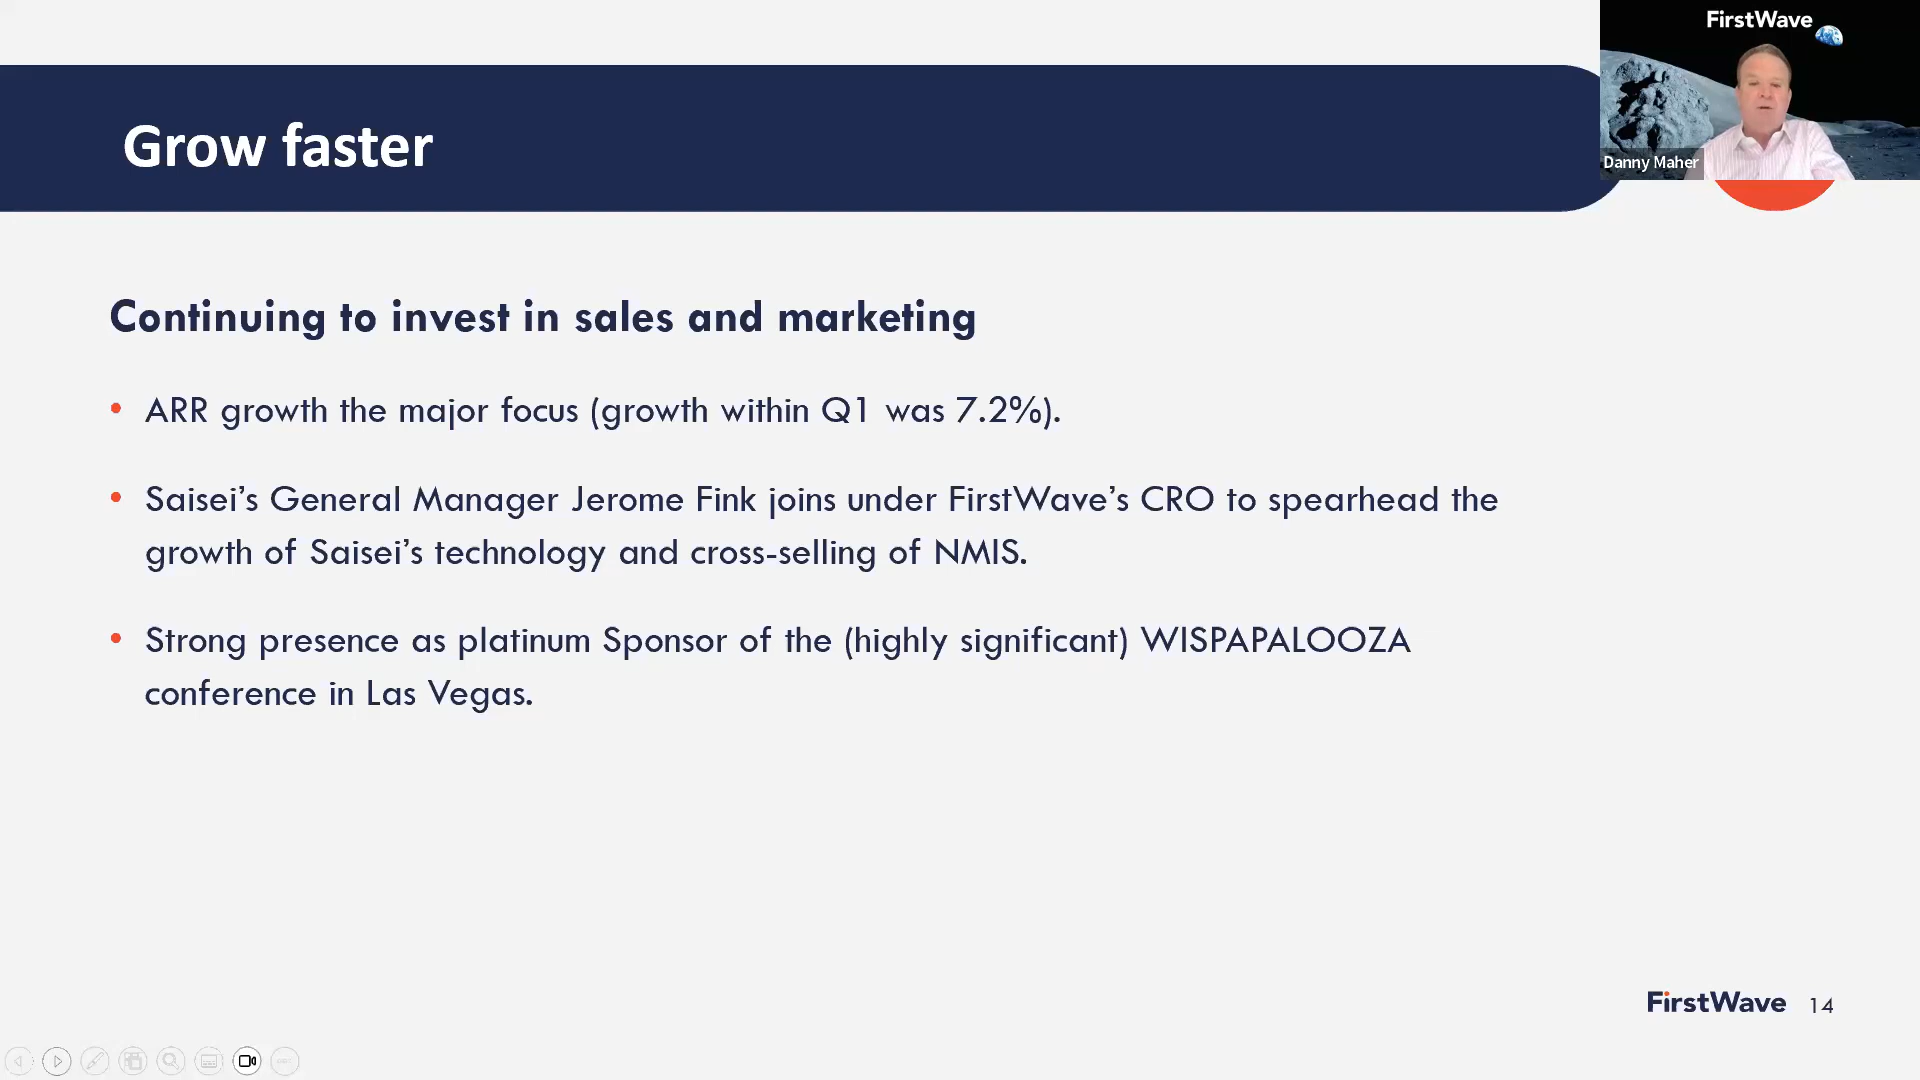 FirstWave
Danny Maher
Grow faster
Continuing to invest in sales and marketing
• ARR growth the major focus (growth within Q1 was 7.2%).
• Saisei’s General Manager Jerome Fink joins under FirstWave’s CRO to spearhead the
growth of Saisei’s technology and cross-selling of NMIS.
• Strong presence as platinum Sponsor of the (highly significant) WISPAPALOOZA
conference in Las Vegas.
FirstWave 14